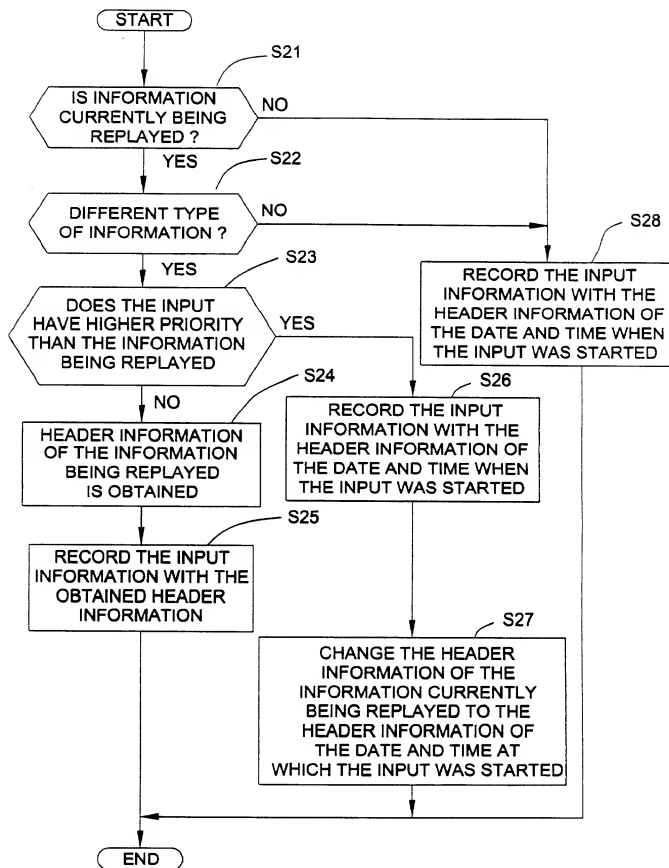 START
S21
IS INFORMATION
CURRENTLY BEING
REPLAYED ?
NO
YES
S22
DIFFERENT TYPE
OF INFORMATION ?
NO
YES
S28
RECORD THE INPUT
INFORMATION WITH THE
HEADER INFORMATION OF
THE DATE AND TIME WHEN
THE INPUT WAS STARTED
S23
DOES THE INPUT
HAVE HIGHER PRIORITY
THAN THE INFORMATION
BEING REPLAYED
YES
NO
S24
HEADER INFORMATION
OF THE INFORMATION
BEING REPLAYED
IS OBTAINED
S26
RECORD THE INPUT
INFORMATION WITH THE
HEADER INFORMATION OF
THE DATE AND TIME WHEN
THE INPUT WAS STARTED
S25
RECORD THE INPUT
INFORMATION WITH THE
OBTAINED HEADER
INFORMATION
S27
CHANGE THE HEADER
INFORMATION OF THE
INFORMATION CURRENTLY
BEING REPLAYED TO THE
HEADER INFORMATION OF
THE DATE AND TIME AT
WHICH THE INPUT WAS STARTED
END